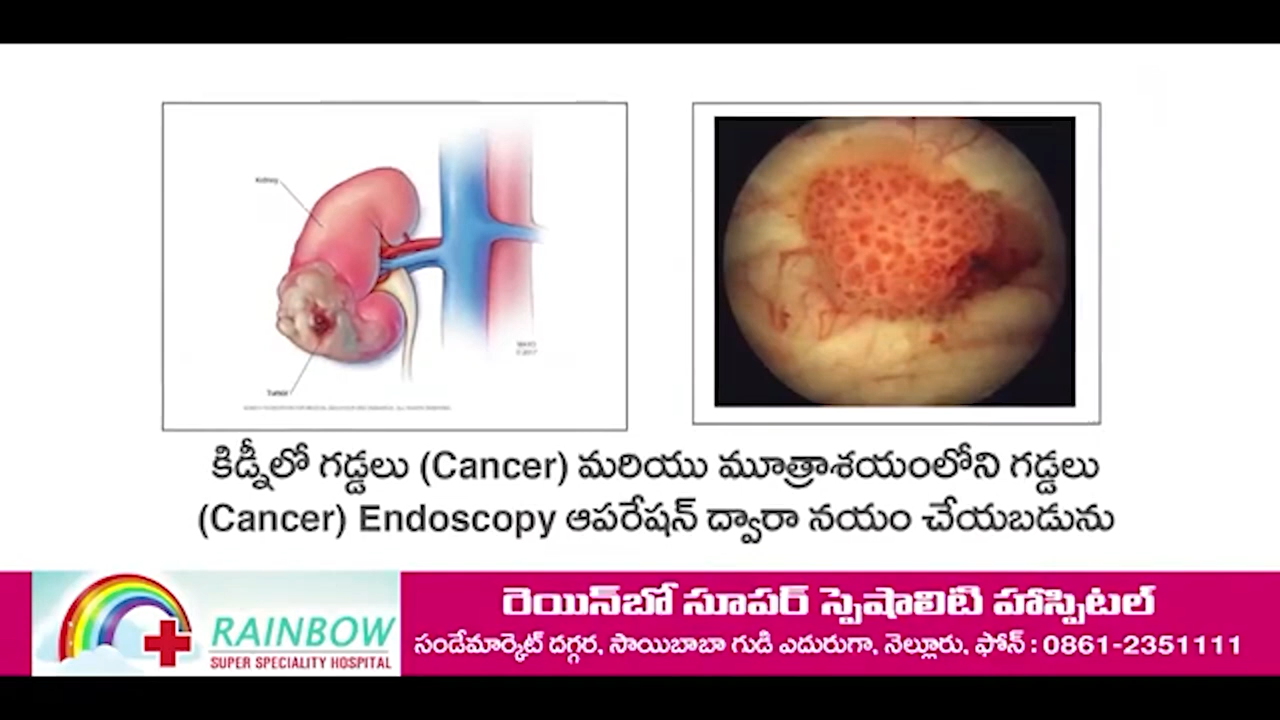 Kidney
Tumor
కిడ్నీలో గడ్డలు (Cancer) మరియు మూత్రాశయంలోని గడ్డలు
(Cancer) Endoscopy ఆపరేషన్ ద్వారా నయం చేయబడును
RAINBOW
SUPER SPECIALITY HOSPITAL
రెయిన్‌బో సూపర్ స్పెషాలిటి హాస్పిటల్
సండేమార్కెట్ దగ్గర, సాయిబాబా గుడి ఎదురుగా, నెల్లూరు. ఫోన్ : 0861-2351111